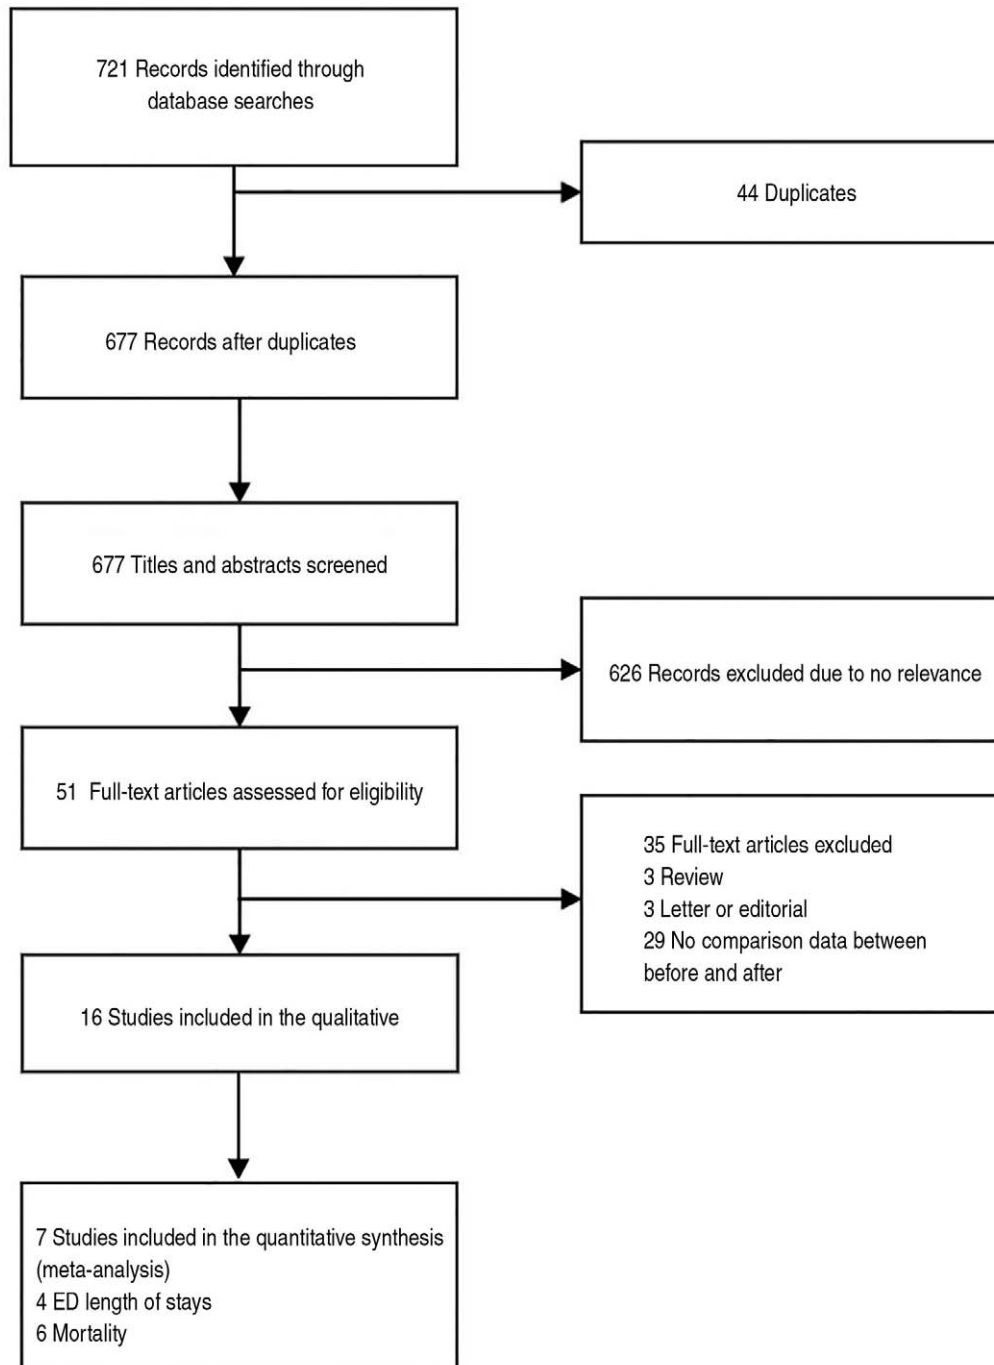 721 Records identified through
database searches
44 Duplicates
677 Records after duplicates
677 Titles and abstracts screened
626 Records excluded due to no relevance
51 Full-text articles assessed for eligibility
35 Full-text articles excluded
3 Review
3 Letter or editorial
29 No comparison data between
before and after
16 Studies included in the qualitative
7 Studies included in the quantitative synthesis
(meta-analysis)
4 ED length of stays
6 Mortality